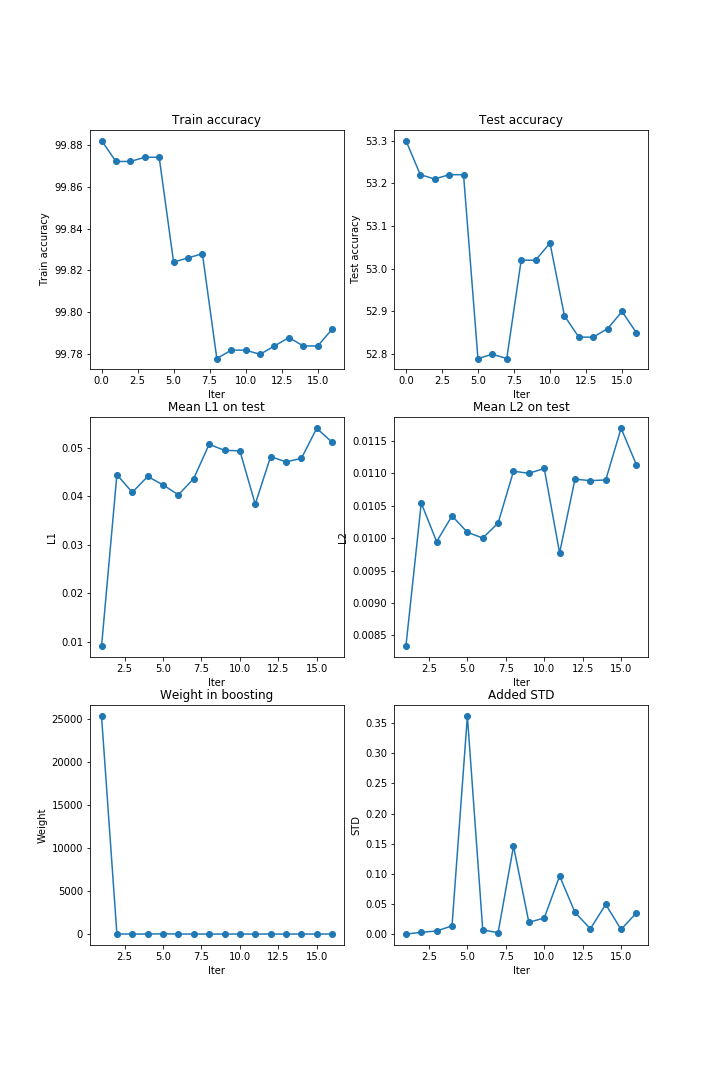 Train accuracy
Train accuracy
99.88
99.86
99.84
99.82
99.80
99.78
0.0 2.5 5.0 7.5 10.0 12.5 15.0
Iter
Test accuracy
Test accuracy
53.3
53.2
53.1
53.0
52.9
52.8
0.0 2.5 5.0 7.5 10.0 12.5 15.0
Iter
Mean L1 on test
L1
0.05
0.04
0.03
0.02
0.01
2.5 5.0 7.5 10.0 12.5 15.0
Iter
Mean L2 on test
L2
0.0115
0.0110
0.0105
0.0100
0.0095
0.0090
0.0085
2.5 5.0 7.5 10.0 12.5 15.0
Iter
Weight in boosting
Weight
25000
20000
15000
10000
5000
0
2.5 5.0 7.5 10.0 12.5 15.0
Iter
Added STD
STD
0.35
0.30
0.25
0.20
0.15
0.10
0.05
0.00
2.5 5.0 7.5 10.0 12.5 15.0
Iter